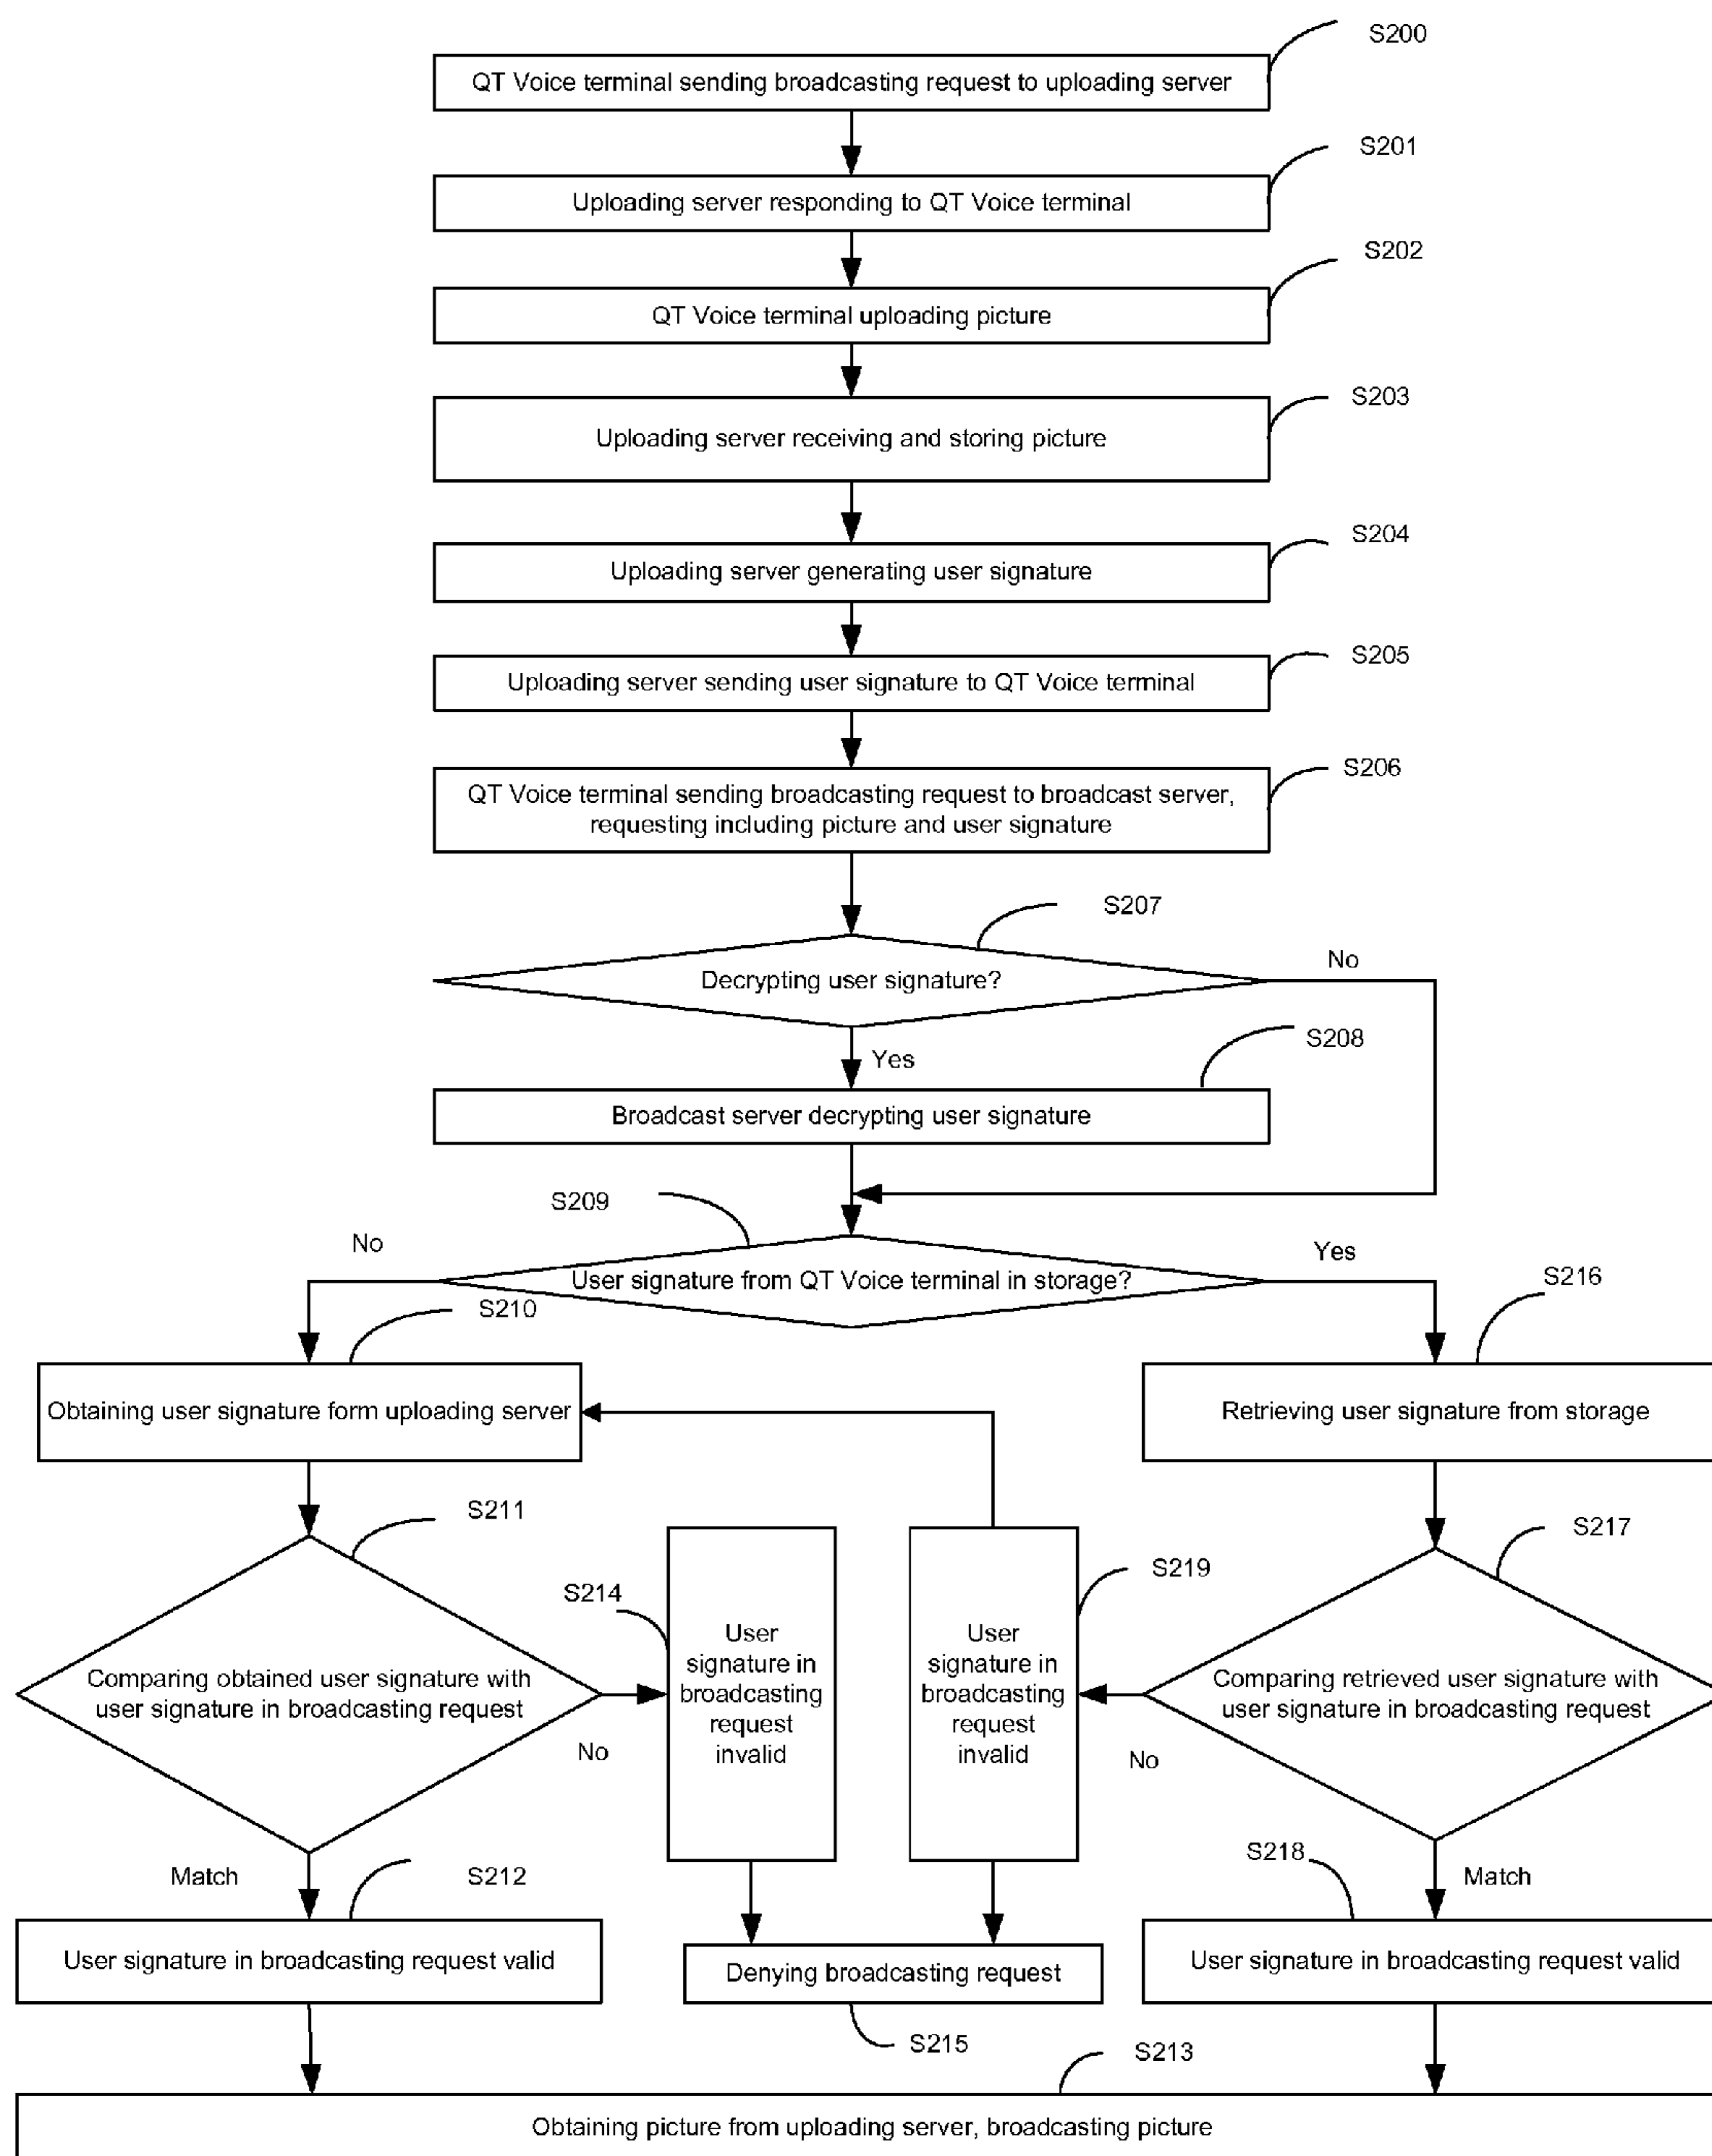 S200
QT Voice terminal sending broadcasting request to uploading server
S201
Uploading server responding to QT Voice terminal
S202
QT Voice terminal uploading picture
S203
Uploading server receiving and storing picture
S204
Uploading server generating user signature
S205
Uploading server sending user signature to QT Voice terminal
S206
QT Voice terminal sending broadcasting request to broadcast server,
requesting including picture and user signature
S207
Decrypting user signature?
No
Yes
S208
Broadcast server decrypting user signature
S209
No
User signature from QT Voice terminal in storage?
Yes
S210
S216
Obtaining user signature form uploading server
Retrieving user signature from storage
S211
S217
Comparing obtained user signature with
user signature in broadcasting request
S214
User
signature in
broadcasting
request
invalid
No
S219
User
signature in
broadcasting
request
invalid
Comparing retrieved user signature with
user signature in broadcasting request
No
Match
S212
S218
Match
User signature in broadcasting request valid
Denying broadcasting request
User signature in broadcasting request valid
S215
S213
Obtaining picture from uploading server, broadcasting picture